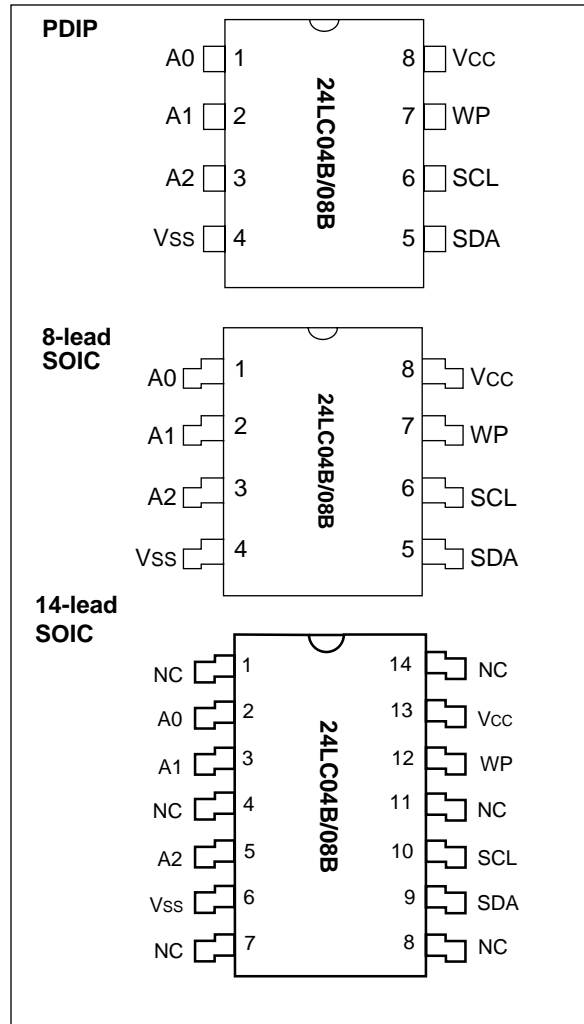 PDIP
A0 1 8 VCC
A1 2 7 WP
A2 3 6 SCL
VSS 4 5 SDA
24LC04B/08B
8-lead
SOIC
A0 1 8 VCC
A1 2 7 WP
A2 3 6 SCL
VSS 4 5 SDA
24LC04B/08B
14-lead
SOIC
NC 1 14 NC
A0 2 13 VCC
A1 3 12 WP
NC 4 11 NC
A2 5 10 SCL
VSS 6 9 SDA
NC 7 8 NC
24LC04B/08B